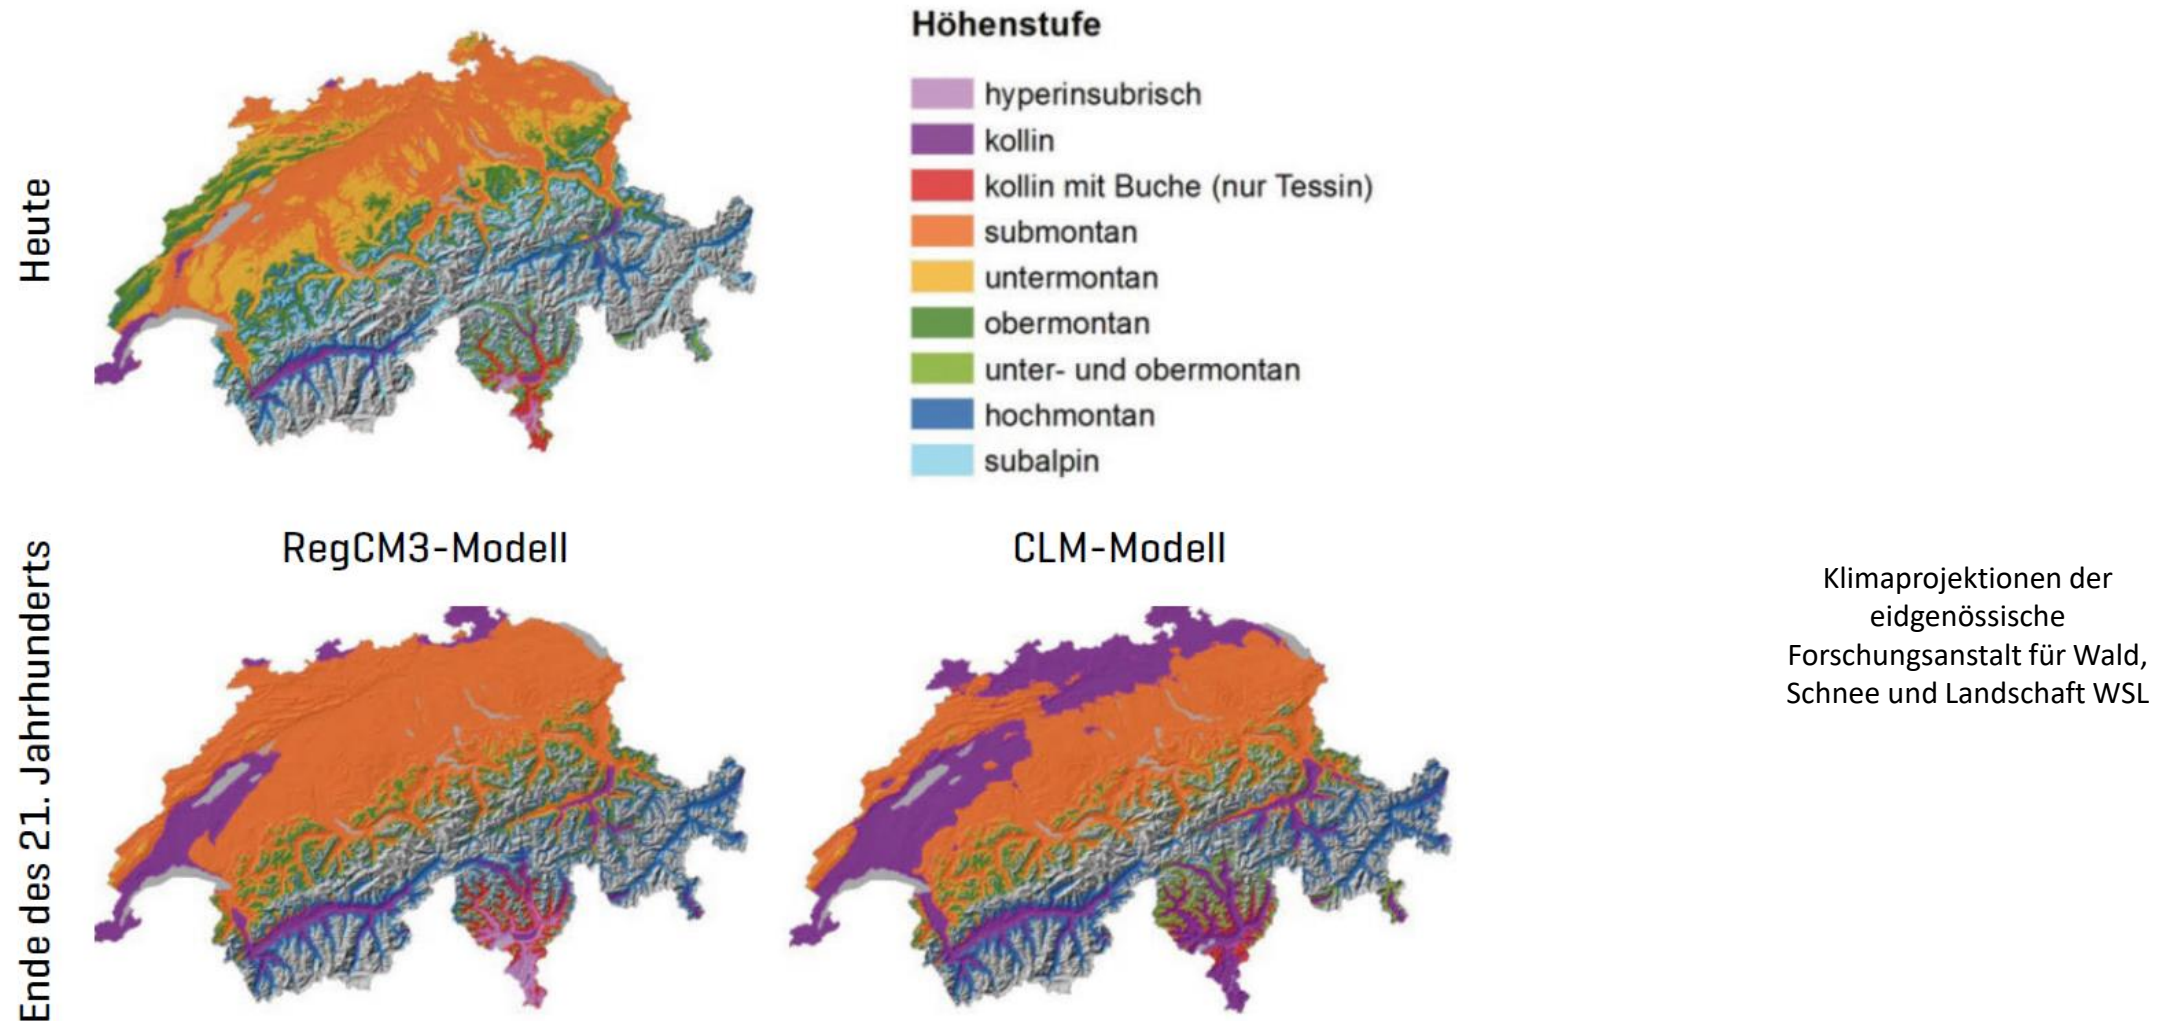 Heute
Höhenstufe
hyperinsubrisch
kollin
kollin mit Buche (nur Tessin)
submontan
untermontan
obermontan
unter- und obermontan
hochmontan
subalpin
Ende des 21. Jahrhunderts
RegCM3-Modell
CLM-Modell
Klimaprojektionen der
eidgenössische
Forschungsanstalt für Wald,
Schnee und Landschaft WSL